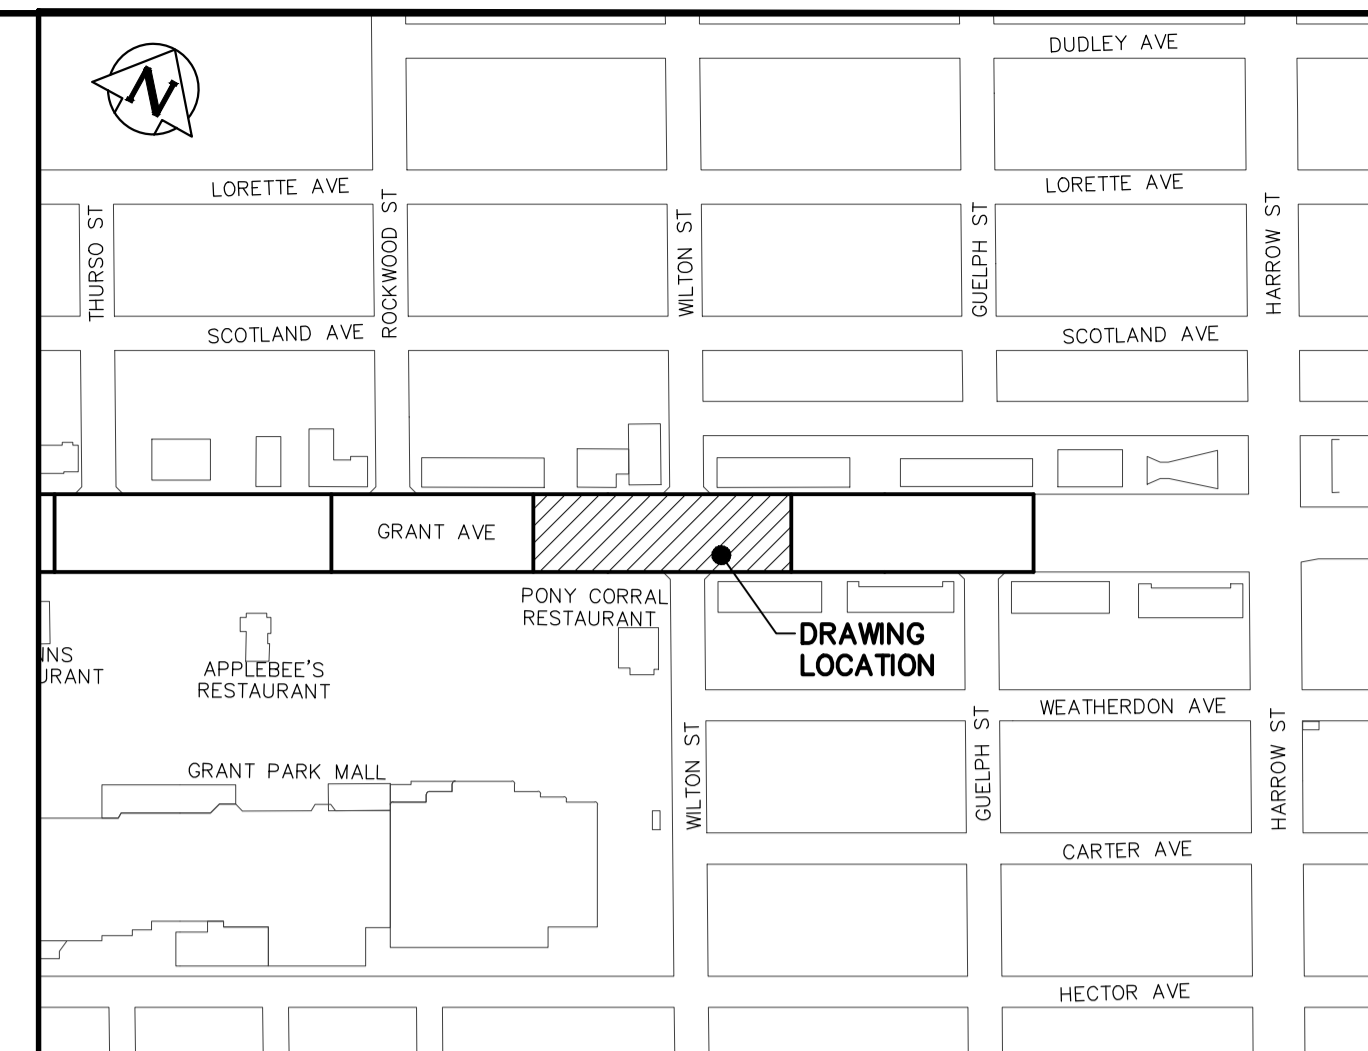 DUDLEY AVE
N
LORETTE AVE
LORETTE AVE
THURSO ST
ROCKWOOD ST
WILTON ST
GUELPH ST
HARROW ST
SCOTLAND AVE
SCOTLAND AVE
GRANT AVE
PONY CORRAL
RESTAURANT
DRAWING
LOCATION
NNS
URANT
APPLEBEE'S
RESTAURANT
WEATHERDON AVE
GRANT PARK MALL
WILTON ST
GUELPH ST
HARROW ST
CARTER AVE
HECTOR AVE